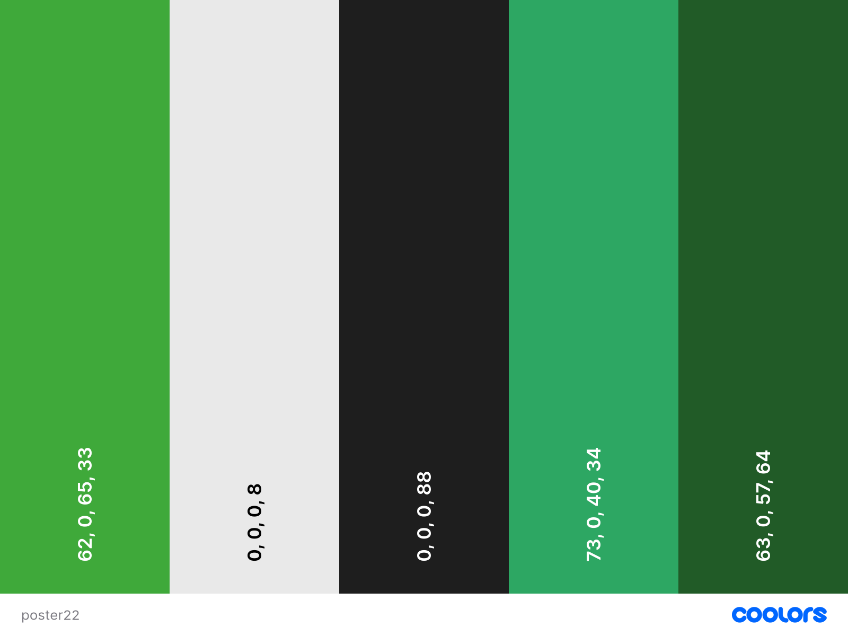 62, 0, 65, 33
0, 0, 0, 8
0, 0, 0, 88
73, 0, 40, 34
63, 0, 57, 64
poster22
coolors